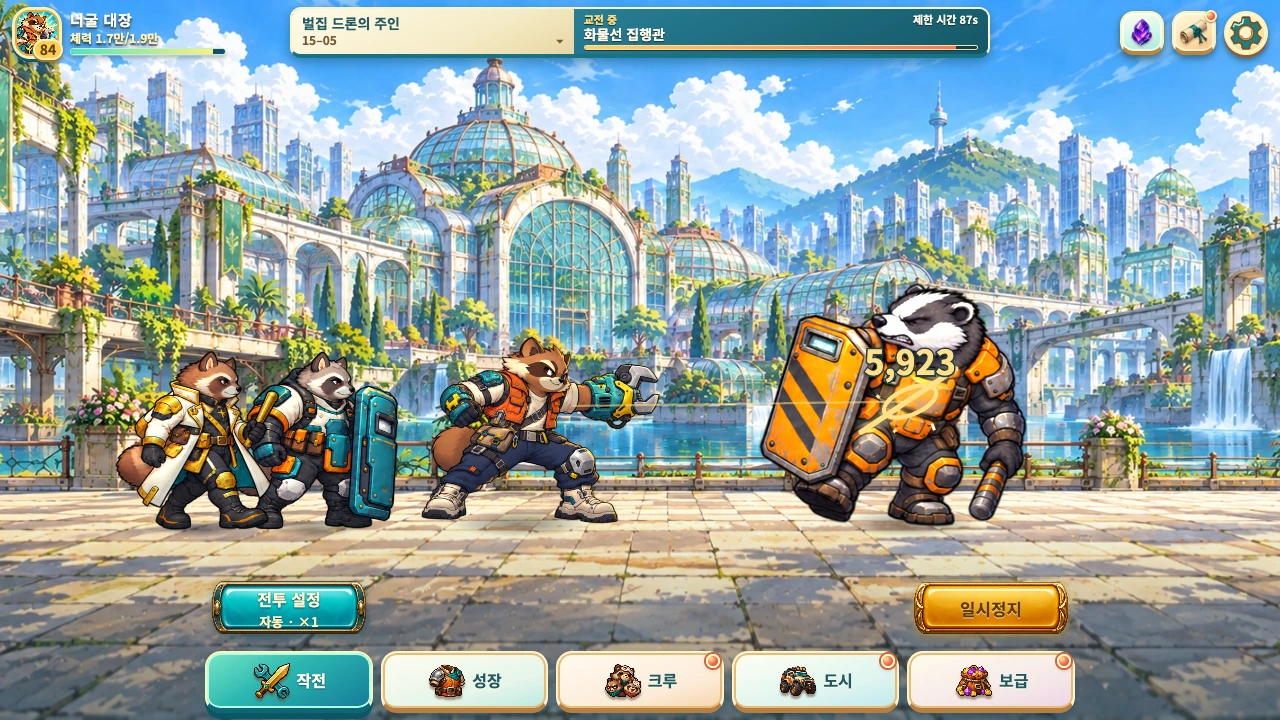 너굴 대장
84
체력 1.7만/1.9만
벌집 드론의 주인
15-05
교전 중
제한 시간 87s
화물선 집행관
5,923
전투 설정
자동 · ×1
일시정지
작전
성장
크루
도시
보급